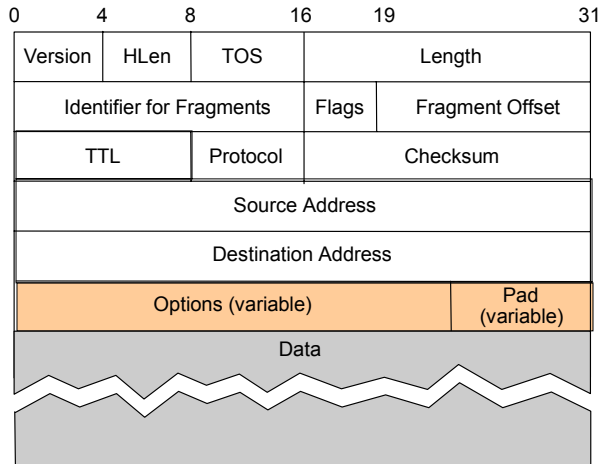 0 4 8 16 19 31
Version HLen TOS Length
Identifier for Fragments Flags Fragment Offset
TTL Protocol Checksum
Source Address
Destination Address
Options (variable) Pad
(variable)
Data